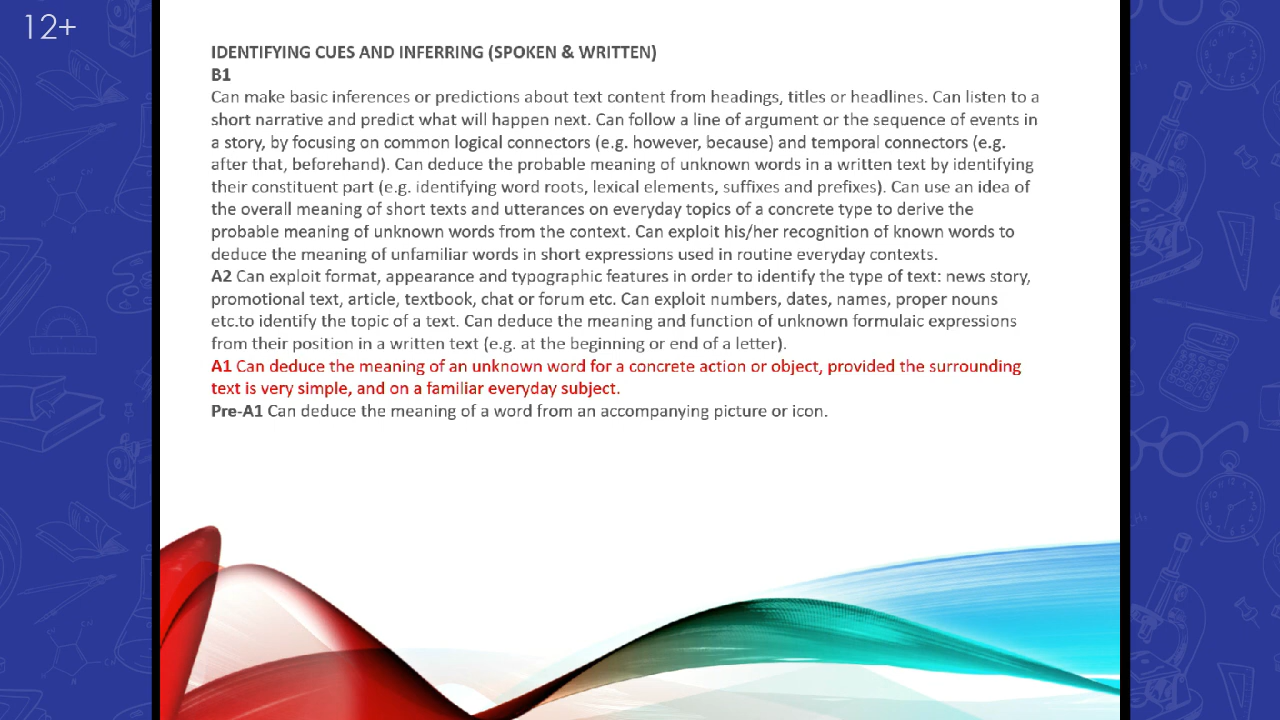 12+
IDENTIFYING CUES AND INFERRING (SPOKEN & WRITTEN)
B1
Can make basic inferences or predictions about text content from headings, titles or headlines. Can listen to a
short narrative and predict what will happen next. Can follow a line of argument or the sequence of events in
a story, by focusing on common logical connectors (e.g. however, because) and temporal connectors (e.g.
after that, beforehand). Can deduce the probable meaning of unknown words in a written text by identifying
their constituent part (e.g. identifying word roots, lexical elements, suffixes and prefixes). Can use an idea of
the overall meaning of short texts and utterances on everyday topics of a concrete type to derive the
probable meaning of unknown words from the context. Can exploit his/her recognition of known words to
deduce the meaning of unfamiliar words in short expressions used in routine everyday contexts.
A2 Can exploit format, appearance and typographic features in order to identify the type of text: news story,
promotional text, article, textbook, chat or forum etc. Can exploit numbers, dates, names, proper nouns
etc.to identify the topic of a text. Can deduce the meaning and function of unknown formulaic expressions
from their position in a written text (e.g. at the beginning or end of a letter).
A1 Can deduce the meaning of an unknown word for a concrete action or object, provided the surrounding
text is very simple, and on a familiar everyday subject.
Pre-A1 Can deduce the meaning of a word from an accompanying picture or icon.